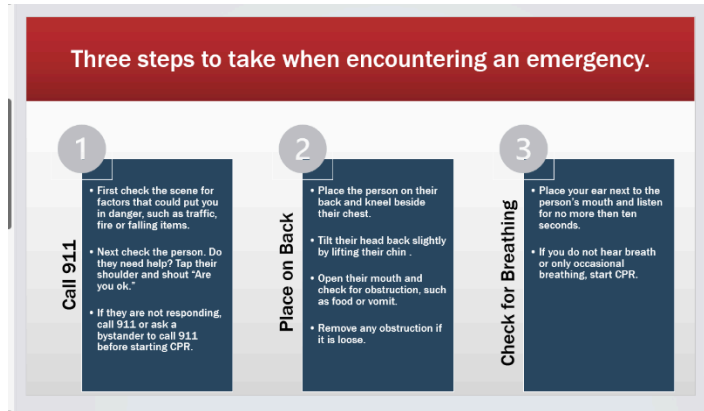 Three steps to take when encountering an emergency.
1
Call 911
• First check the scene for
factors that could put you
in danger, such as traffic,
fire or falling items.
• Next check the person. Do
they need help? Tap their
shoulder and shout “Are
you ok.”
• If they are not responding,
call 911 or ask a
bystander to call 911
before starting CPR.
2
Place on Back
• Place the person on their
back and kneel beside
their chest.
• Tilt their head back slightly
by lifting their chin .
• Open their mouth and
check for obstruction, such
as food or vomit.
• Remove any obstruction if
it is loose.
3
Check for Breathing
• Place your ear next to the
person’s mouth and listen
for no more then ten
seconds.
• If you do not hear breath
or only occasional
breathing, start CPR.